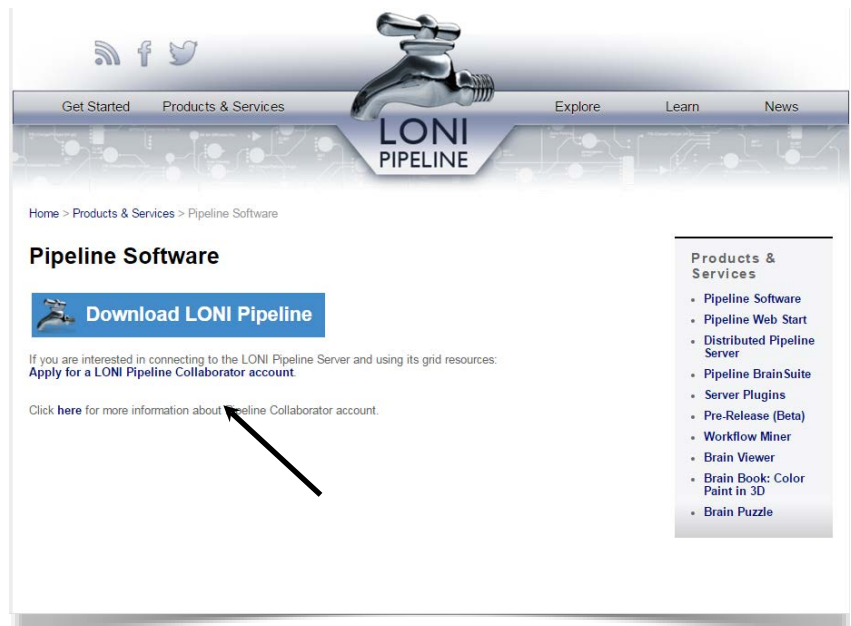 Get Started Products & Services Explore Learn News
LONI
PIPELINE
Home > Products & Services > Pipeline Software
Pipeline Software
Download LONI Pipeline
If you are interested in connecting to the LONI Pipeline Server and using its grid resources:
Apply for a LONI Pipeline Collaborator account.
Click here for more information about Pipeline Collaborator account.
Products &
Services
Pipeline Software
Pipeline Web Start
Distributed Pipeline
Server
Pipeline BrainSuite
Server Plugins
Pre-Release (Beta)
Workflow Miner
Brain Viewer
Brain Book: Color
Paint in 3D
Brain Puzzle